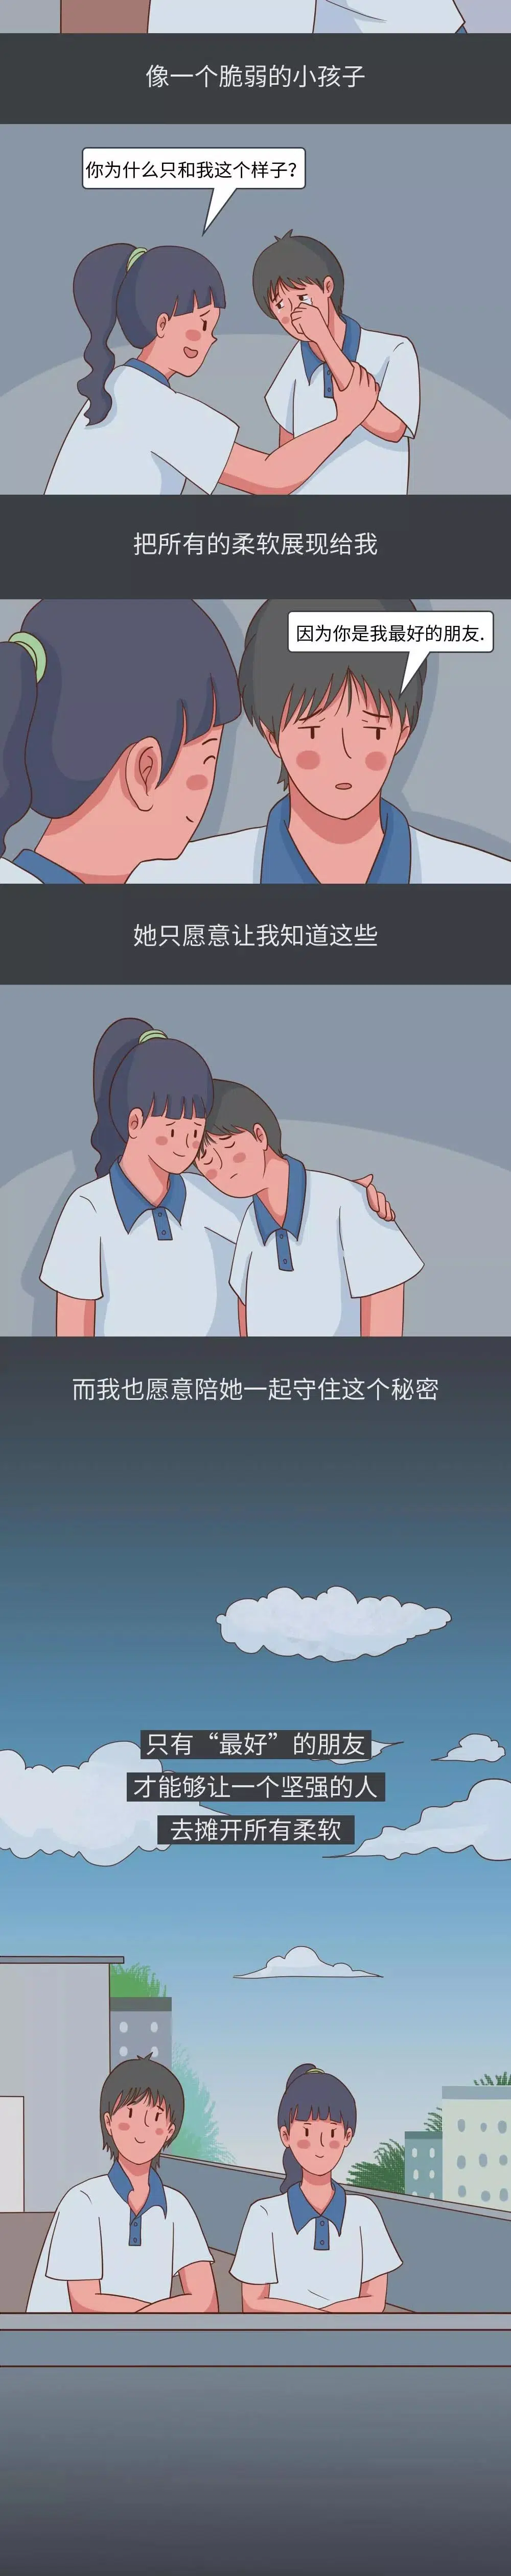 像一个脆弱的小孩子
你为什么只和我这个样子?
把所有的柔软展现给我
因为你是我最好的朋友.
她只愿意让我知道这些
而我也愿意陪她一起守住这个秘密
只有“最好”的朋友
才能够让一个坚强的人
去摊开所有柔软